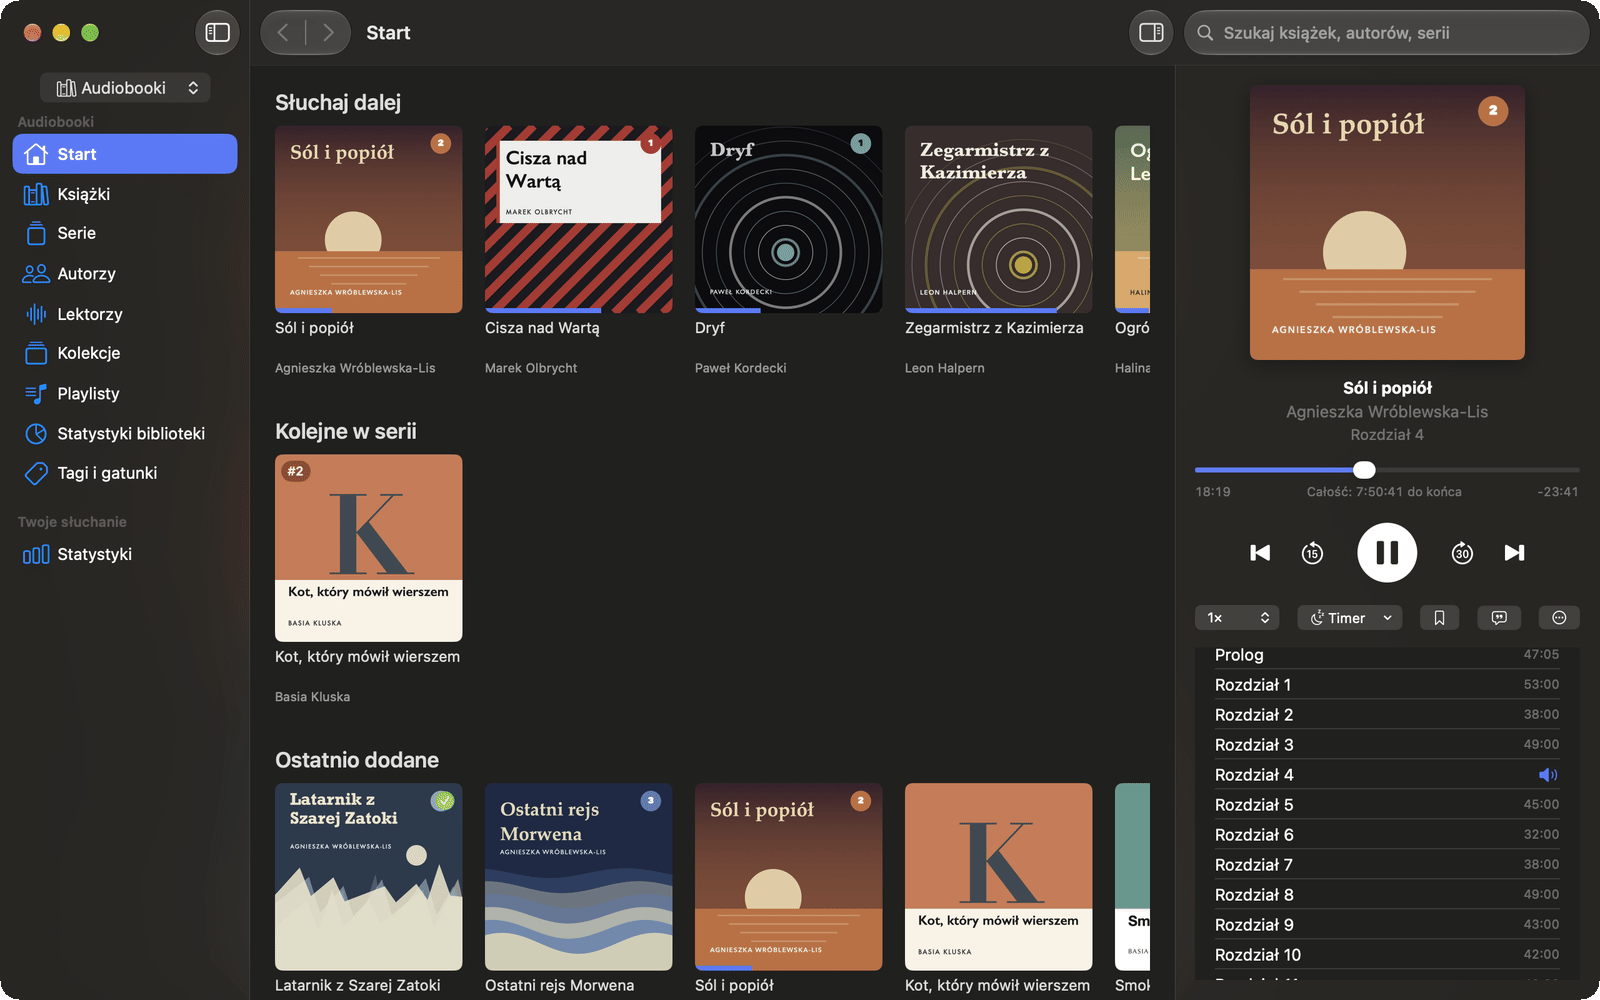 Start
Szukaj książek, autorów, serii
Audiobooki
Audiobooki
Start
Książki
Serie
Autorzy
Lektorzy
Kolekcje
Playlisty
Statystyki biblioteki
Tagi i gatunki
Twoje słuchanie
Statystyki
Słuchaj dalej
Sól i popiół
2
AGNIESZKA WRÓBLEWSKA-LIS
Sól i popiół
Agnieszka Wróblewska-Lis
Cisza nad
Wartą
1
MAREK OLBRYCHT
Cisza nad Wartą
Marek Olbrycht
Dryf
1
PAWEŁ KORDECKI
Dryf
Paweł Kordecki
Zegarmistrz z
Kazimierza
LEON HALPERN
Zegarmistrz z Kazimierza
Leon Halpern
Og
Le
HALIN
Ogró
Halina
Kolejne w serii
#2
K
Kot, który mówił wierszem
BASIA KLUSKA
Kot, który mówił wierszem
Basia Kluska
Ostatnio dodane
Latarnik z
Szarej Zatoki
AGNIESZKA WRÓBLEWSKA-LIS
Latarnik z Szarej Zatoki
Ostatni rejs
Morwena
3
AGNIESZKA WRÓBLEWSKA-LIS
Ostatni rejs Morwena
Sól i popiół
2
AGNIESZKA WRÓBLEWSKA-LIS
Sól i popiół
K
Kot, który mówił wierszem
BASIA KLUSKA
Kot, który mówił wierszem
Sm
BASIA
Smok
Sól i popiół
2
AGNIESZKA WRÓBLEWSKA-LIS
Sól i popiół
Agnieszka Wróblewska-Lis
Rozdział 4
18:19 Całość: 7:50:41 do końca -23:41
15 30
1x Timer
Prolog 47:05
Rozdział 1 53:00
Rozdział 2 38:00
Rozdział 3 49:00
Rozdział 4
Rozdział 5 45:00
Rozdział 6 32:00
Rozdział 7 38:00
Rozdział 8 49:00
Rozdział 9 43:00
Rozdział 10 42:00